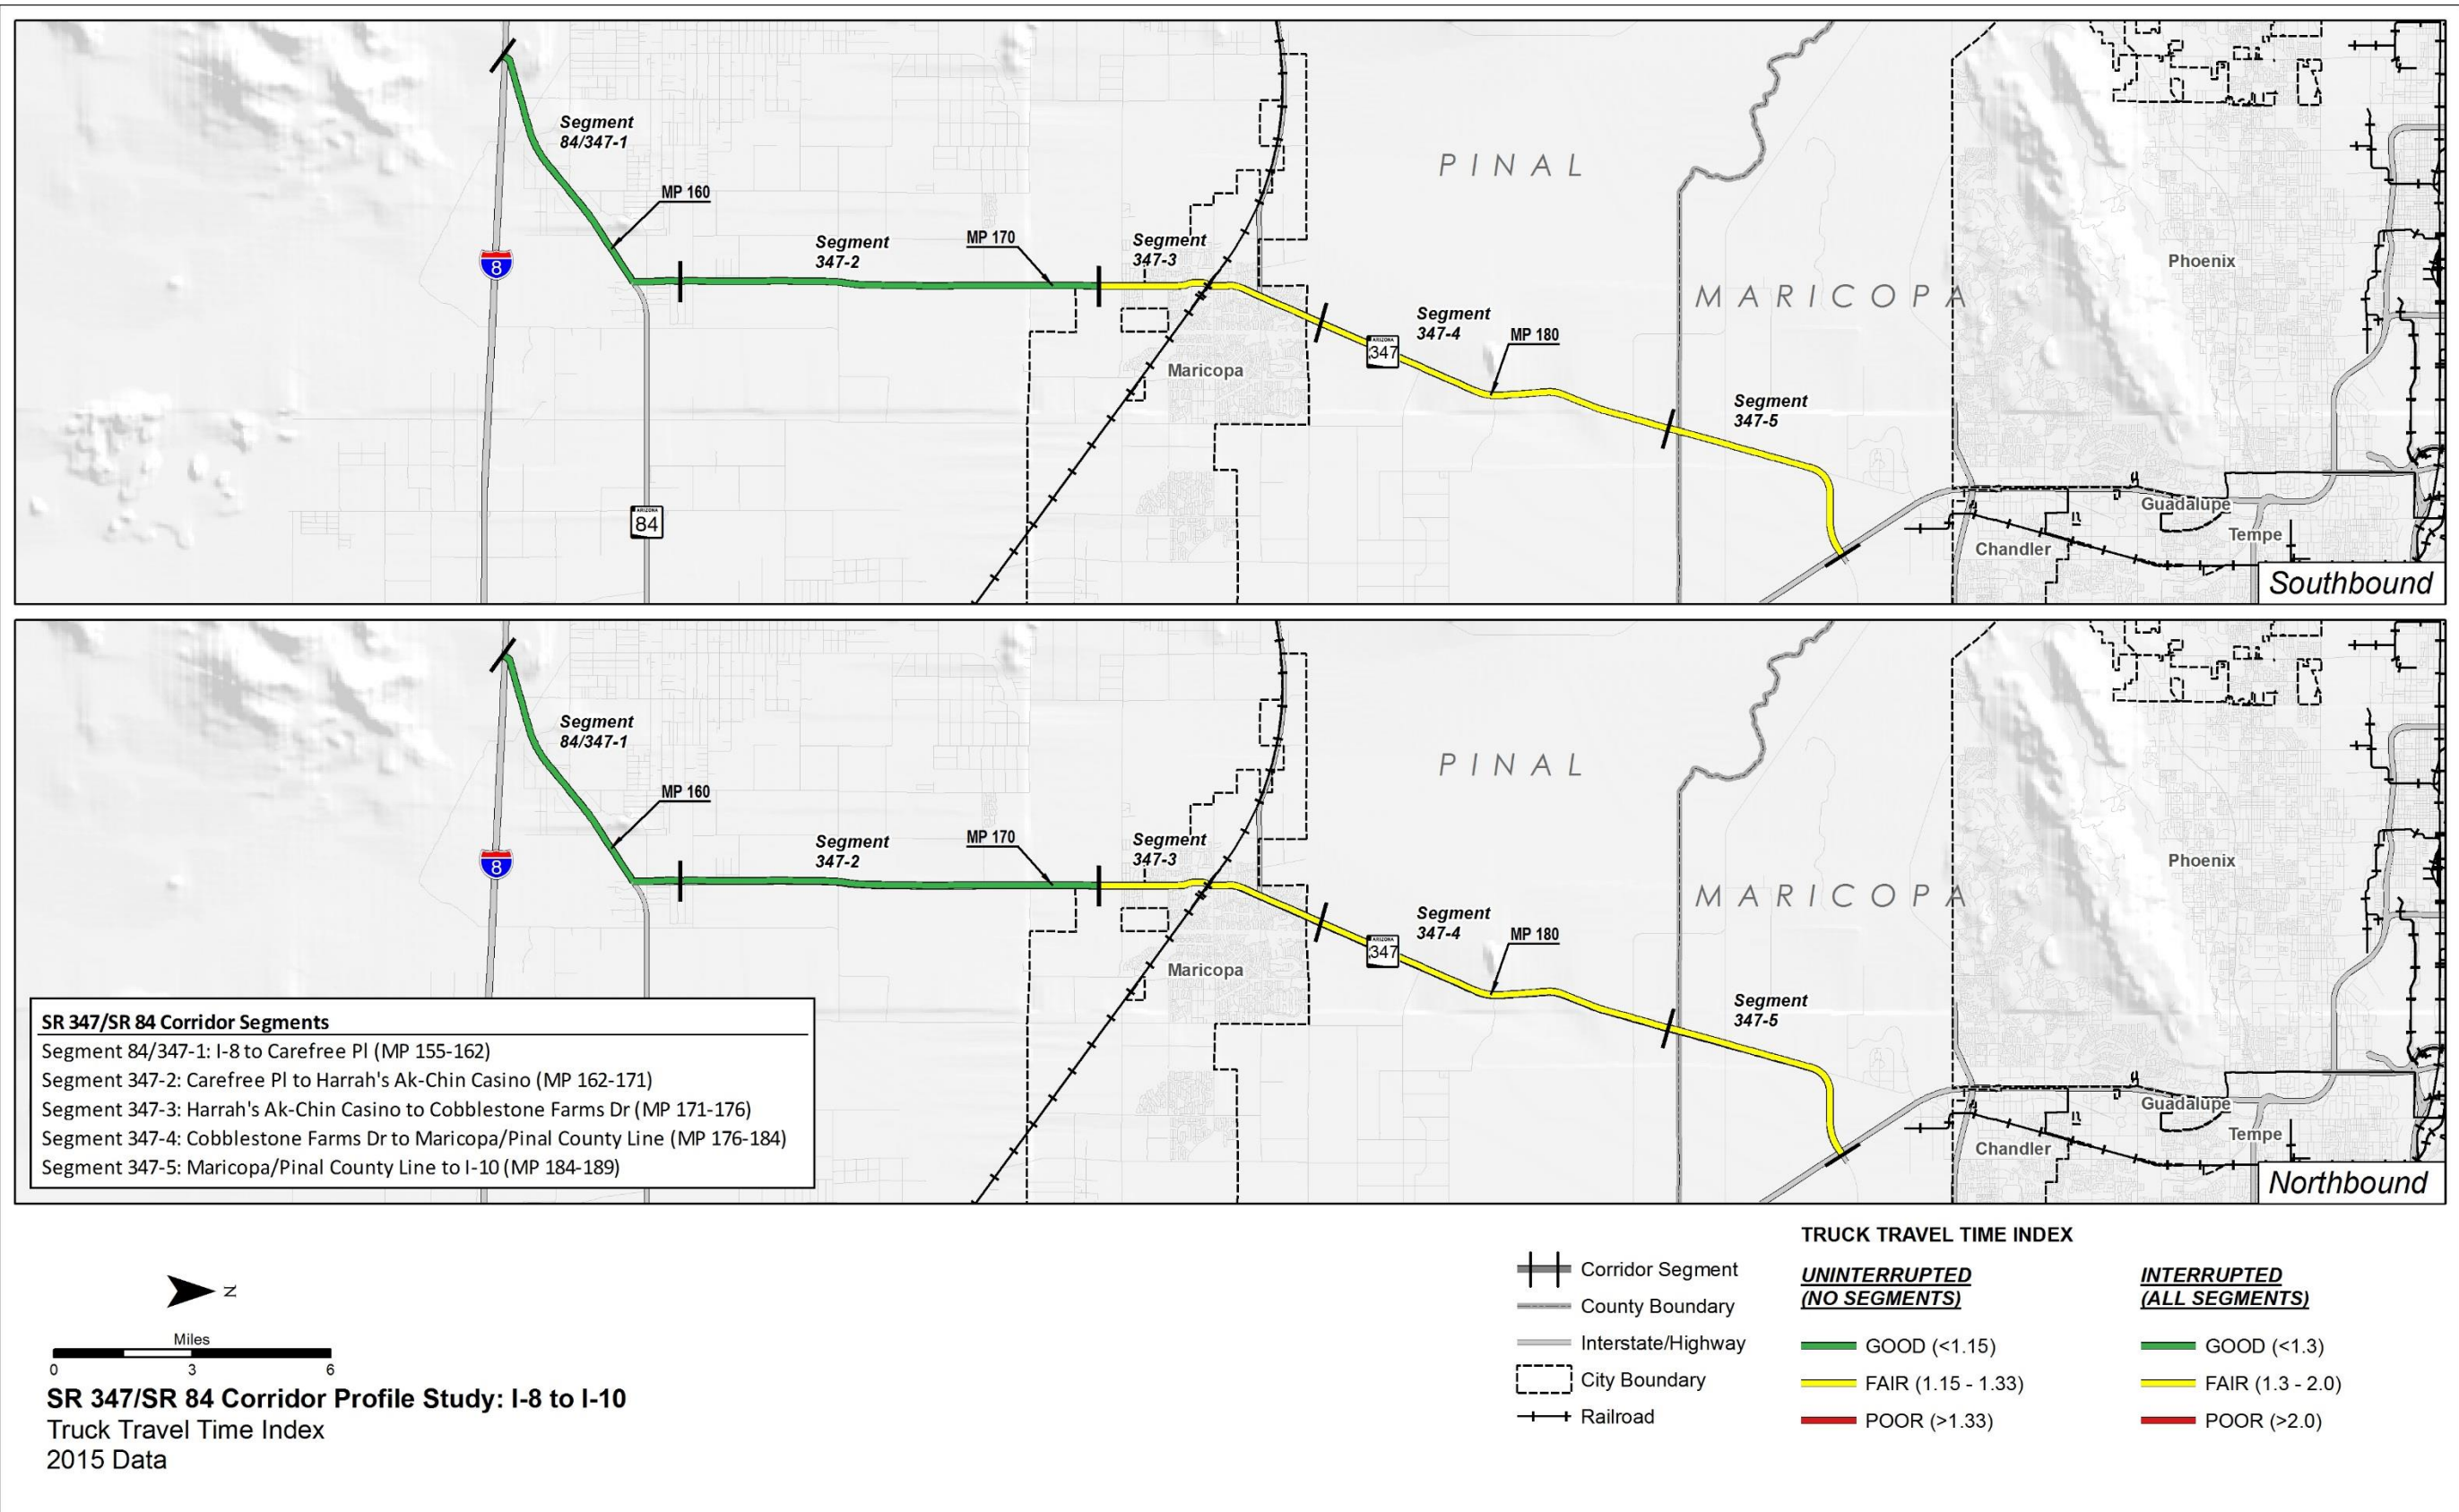 Segment
84/347-1
MP 160
Segment
347-2
MP 170
Segment
347-3
PINAL
MARICOPA
Phoenix
8
Segment
347-4
ARIZONA
347
MP 180
Maricopa
Segment
347-5
ARIZONA
84
Guadalupe
Tempe
Chandler
Southbound
Segment
84/347-1
MP 160
Segment
347-2
MP 170
Segment
347-3
PINAL
MARICOPA
Phoenix
8
Segment
347-4
ARIZONA
347
MP 180
Maricopa
Segment
347-5
Guadalupe
Tempe
Chandler
Northbound
SR 347/SR 84 Corridor Segments
Segment 84/347-1: I-8 to Carefree Pl (MP 155-162)
Segment 347-2: Carefree Pl to Harrah's Ak-Chin Casino (MP 162-171)
Segment 347-3: Harrah's Ak-Chin Casino to Cobblestone Farms Dr (MP 171-176)
Segment 347-4: Cobblestone Farms Dr to Maricopa/Pinal County Line (MP 176-184)
Segment 347-5: Maricopa/Pinal County Line to I-10 (MP 184-189)
N
Miles
0 3 6
SR 347/SR 84 Corridor Profile Study: I-8 to I-10
Truck Travel Time Index
2015 Data
Corridor Segment
County Boundary
Interstate/Highway
City Boundary
Railroad
TRUCK TRAVEL TIME INDEX
UNINTERRUPTED
(NO SEGMENTS)
GOOD (<1.15)
FAIR (1.15 - 1.33)
POOR (>1.33)
INTERRUPTED
(ALL SEGMENTS)
GOOD (<1.3)
FAIR (1.3 - 2.0)
POOR (>2.0)